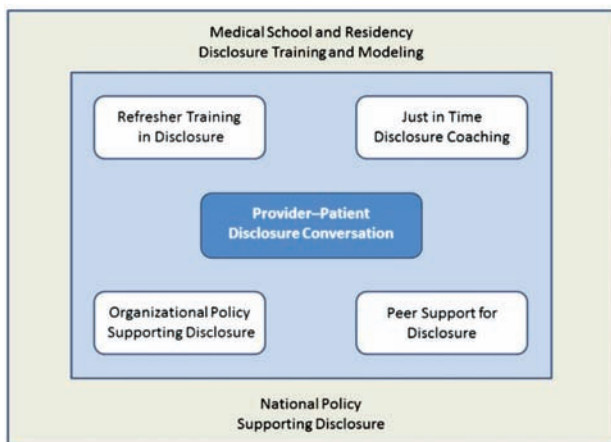 Medical School and Residency
Disclosure Training and Modeling
Refresher Training
in Disclosure
Just in Time
Disclosure Coaching
Provider–Patient
Disclosure Conversation
Organizational Policy
Supporting Disclosure
Peer Support for
Disclosure
National Policy
Supporting Disclosure